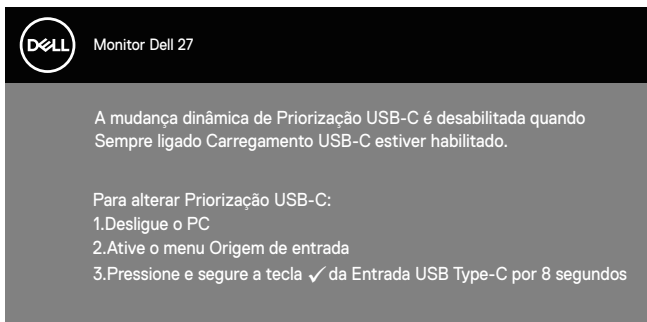 DELL
Monitor Dell 27
A mudança dinâmica de Priorização USB-C é desabilitada quando
Sempre ligado Carregamento USB-C estiver habilitado.
Para alterar Priorização USB-C:
1.Desligue o PC
2.Ative o menu Origem de entrada
3.Pressione e segure a tecla ✓ da Entrada USB Type-C por 8 segundos